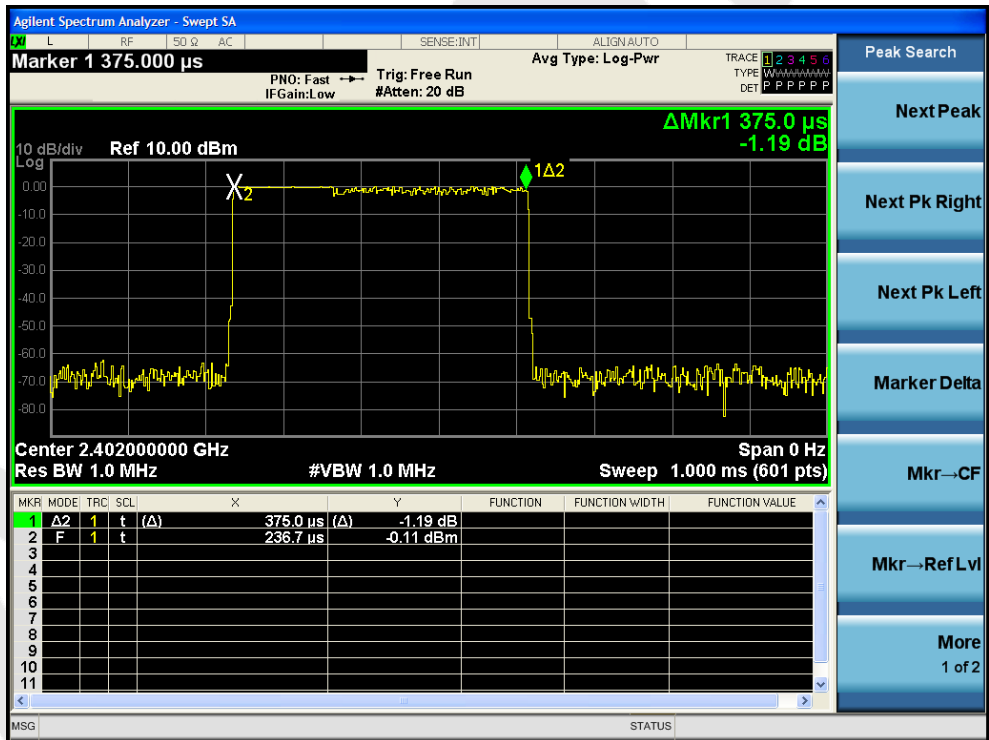 Agilent Spectrum Analyzer - Swept SA
LXI L RF 50 Ω AC SENSE:INT ALIGN AUTO
Marker 1 375.000 µs
PNO: Fast
IFGain:Low
Trig: Free Run
#Atten: 20 dB
Avg Type: Log-Pwr
TRACE 1 2 3 4 5 6
TYPE
DET P P P P P P
ΔMkr1 375.0 µs
-1.19 dB
10 dB/div Ref 10.00 dBm
Log
1Δ2
X2
0.00
-10.0
-20.0
-30.0
-40.0
-50.0
-60.0
-70.0
-80.0
Center 2.402000000 GHz Span 0 Hz
Res BW 1.0 MHz #VBW 1.0 MHz Sweep 1.000 ms (601 pts)
MKR MODE TRC SCL X Y FUNCTION FUNCTION WIDTH FUNCTION VALUE
1 Δ2 1 t (Δ) 375.0 µs (Δ) -1.19 dB
2 F 1 t 236.7 µs -0.11 dBm
3
4
5
6
7
8
9
10
11
MSG STATUS
Peak Search
Next Peak
Next Pk Right
Next Pk Left
Marker Delta
Mkr→CF
Mkr→Ref Lvl
More
1 of 2